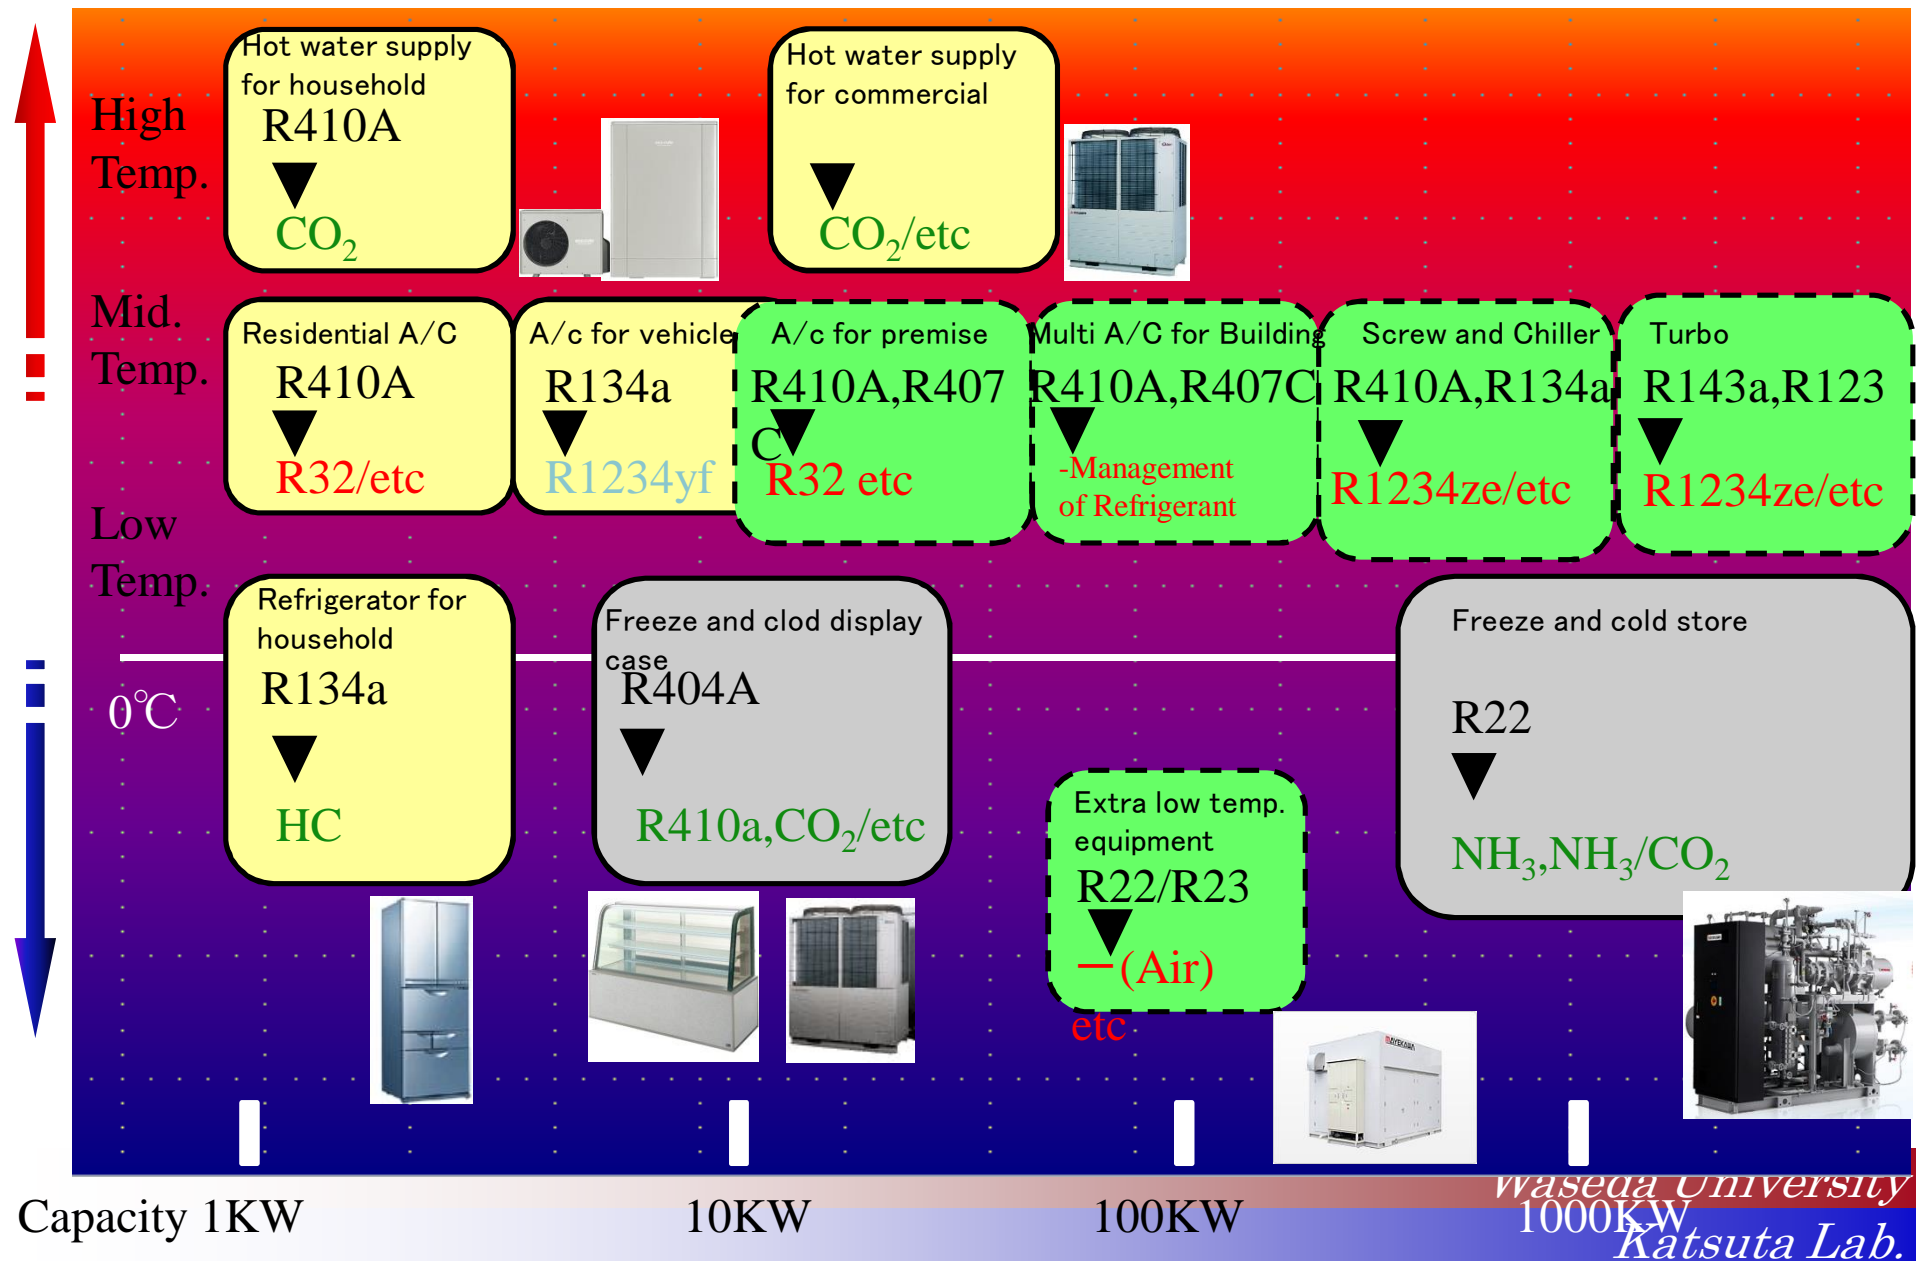 Hot water supply
for household
R410A
CO₂
Hot water supply
for commercial
CO₂/etc
High
Temp.
Mid.
Temp.
Residential A/C
R410A
R32/etc
A/c for vehicle
R134a
R1234yf
A/c for premise
R410A,R407
C
R32 etc
Multi A/C for Building
R410A,R407C
-Management
of Refrigerant
Screw and Chiller
R410A,R134a
R1234ze/etc
Turbo
R143a,R123
R1234ze/etc
Low
Temp.
Refrigerator for
household
R134a
HC
Freeze and clod display
case
R404A
R410a,CO₂/etc
Freeze and cold store
R22
NH₃,NH₃/CO₂
0℃
Extra low temp.
equipment
R22/R23
—(Air)
etc
MAYEKAWA
Capacity 1KW
10KW
100KW
1000KW
Waseda University
Katsuta Lab.